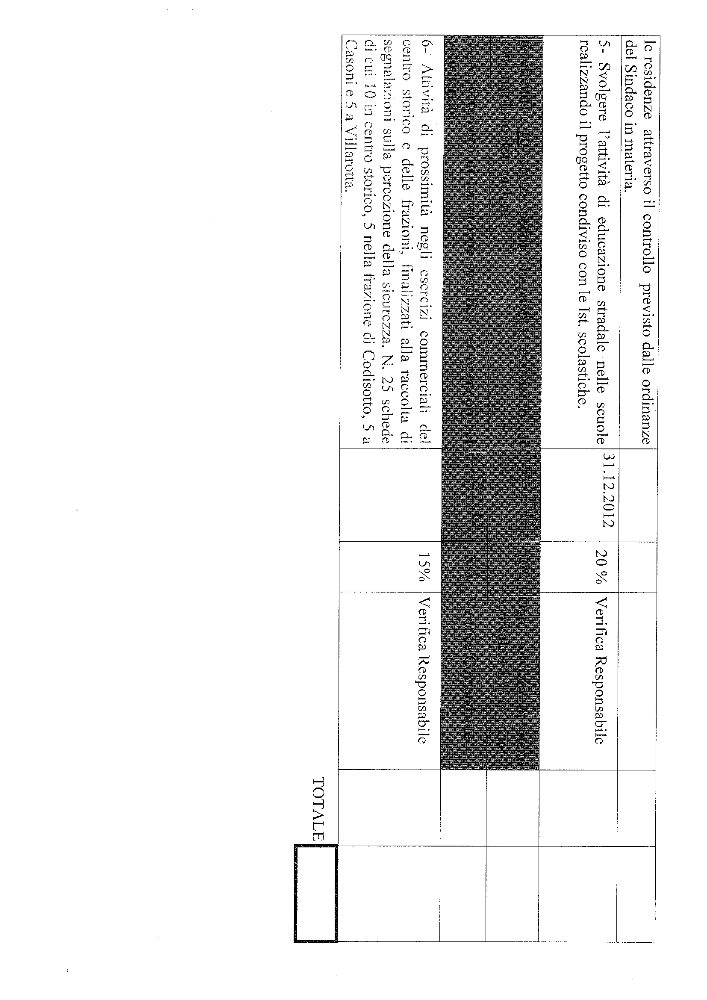 le residenze attraverso il controllo previsto dalle ordinanze
del Sindaco in materia.
5- Svolgere l'attività di educazione stradale nelle scuole
realizzando il progetto condiviso con le Ist. scolastiche.
31.12.2012
20 %
Verifica Responsabile
6- effettuare 10 servizi specifici in pubblici esercizi in cui
sono installate slot machine
31.12.2012
10%
Ogni servizio in meno
equivale a 1% in meno
7- Attivare corsi di formazione specifica per operatori del
volontariato
31.12.2012
Verifica Comandante
6- Attività di prossimità negli esercizi commerciali del
centro storico e delle frazioni, finalizzati alla raccolta di
segnalazioni sulla percezione della sicurezza. N. 25 schede
di cui 10 in centro storico, 5 nella frazione di Codisotto, 5 a
Casoni e 5 a Villarotta.
15%
Verifica Responsabile
TOTALE